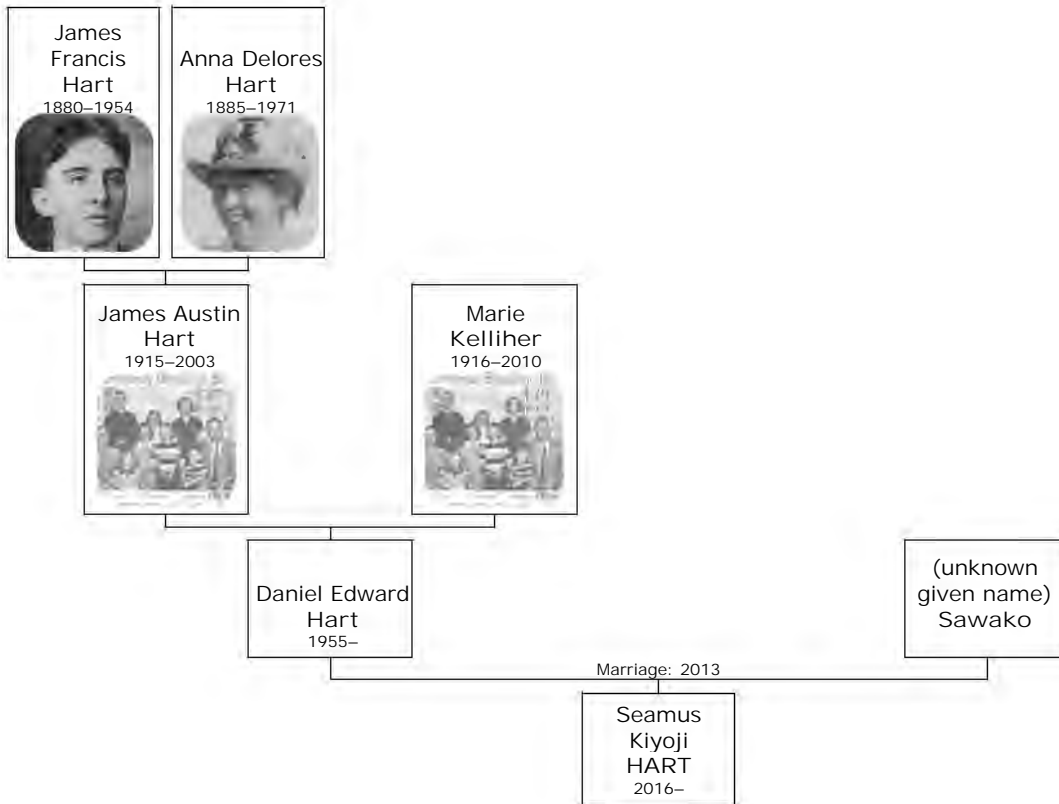 James
Francis
Hart
1880–1954
Anna Delores
Hart
1885–1971
James Austin
Hart
1915–2003
Marie
Kelliher
1916–2010
Daniel Edward
Hart
1955–
(unknown
given name)
Sawako
Marriage: 2013
Seamus
Kiyoji
HART
2016–